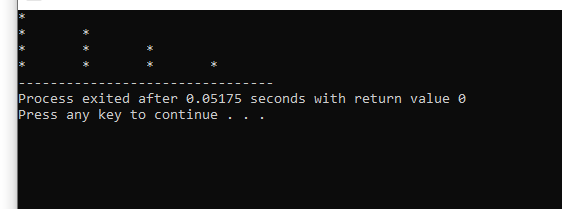 *
*       *
*       *       *
*       *       *       *
--------------------------------
Process exited after 0.05175 seconds with return value 0
Press any key to continue . . .